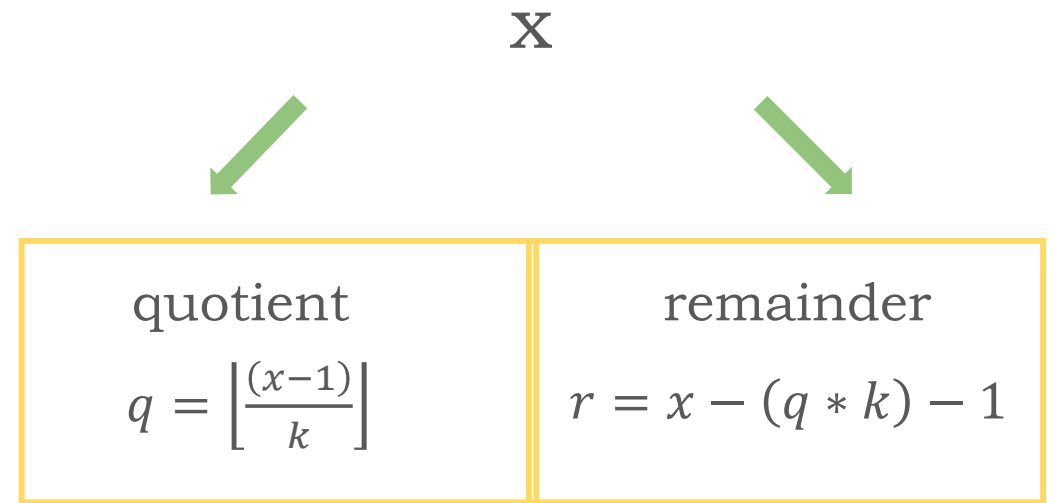 x
quotient
q = ⌊(x−1)/k⌋
remainder
r = x − (q ∗ k) − 1